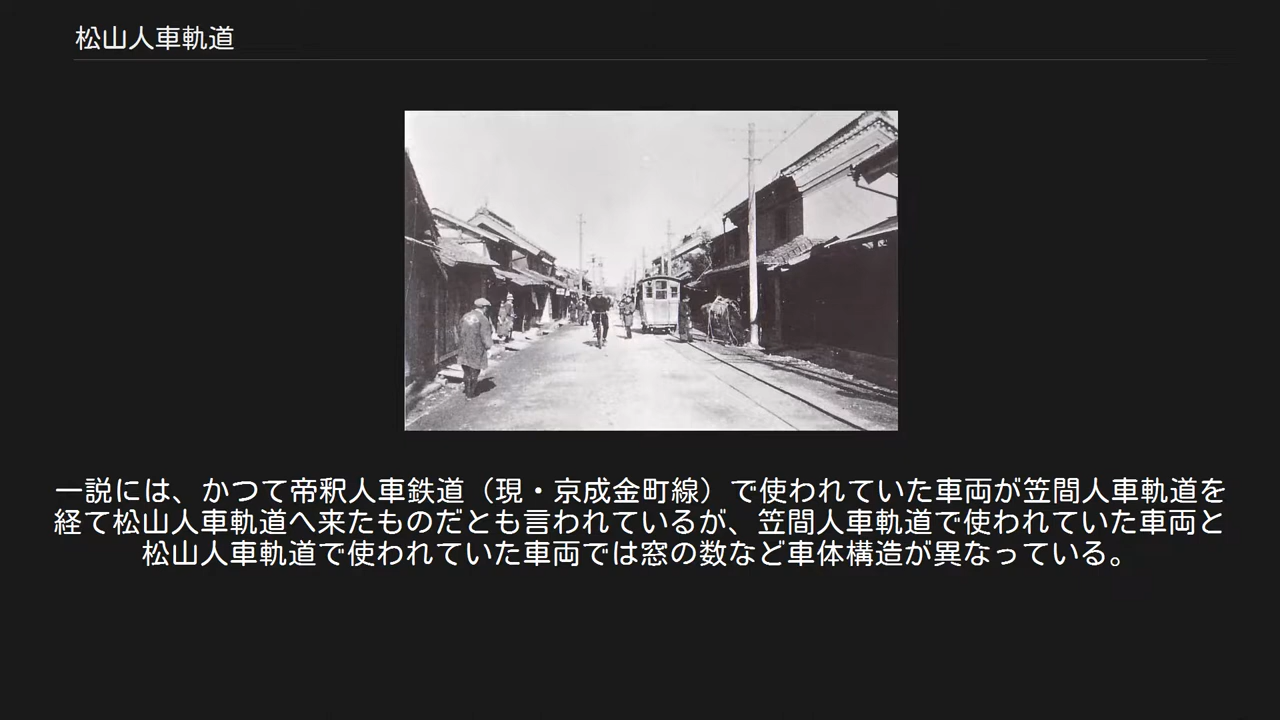 松山人車軌道
一説には、かつて帝釈人車鉄道（現・京成金町線）で使われていた車両が笠間人車軌道を
経て松山人車軌道へ来たものだとも言われているが、笠間人車軌道で使われていた車両と
松山人車軌道で使われていた車両では窓の数など車体構造が異なっている。